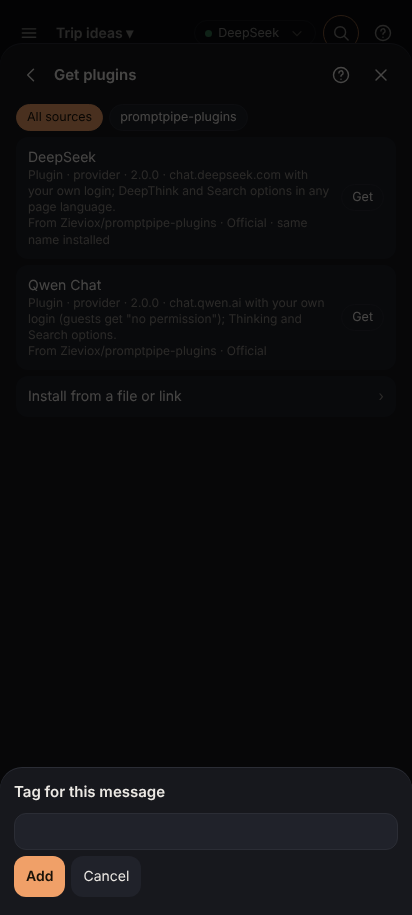 Trip ideas ▾
DeepSeek
Get plugins
All sources
promptpipe-plugins
DeepSeek
Plugin · provider · 2.0.0 · chat.deepseek.com with
your own login; DeepThink and Search options in any
page language.
From Zieviox/promptpipe-plugins · Official · same
name installed
Get
Qwen Chat
Plugin · provider · 2.0.0 · chat.qwen.ai with your own
login (guests get "no permission"); Thinking and
Search options.
From Zieviox/promptpipe-plugins · Official
Get
Install from a file or link
Tag for this message
Add
Cancel